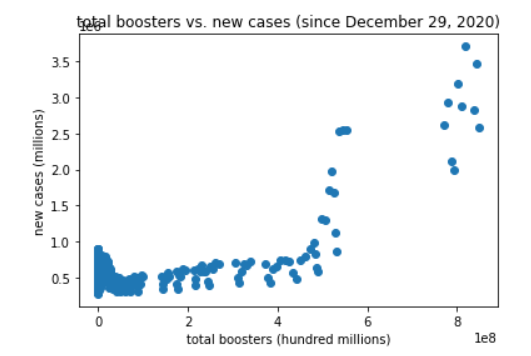 total boosters vs. new cases (since December 29, 2020)
1e6
3.5
3.0
2.5
2.0
1.5
1.0
0.5
new cases (millions)
0 2 4 6 8
1e8
total boosters (hundred millions)